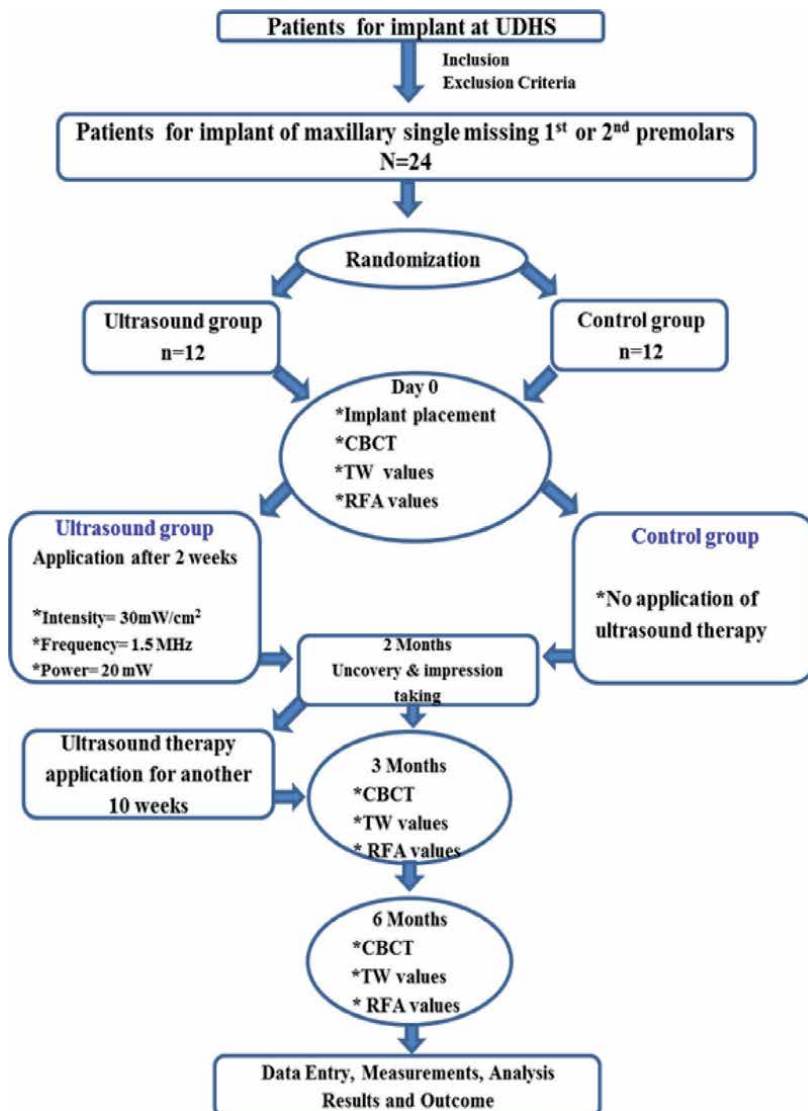 Patients for implant at UDHS
Inclusion
Exclusion Criteria
Patients for implant of maxillary single missing 1st or 2nd premolars
N=24
Randomization
Ultrasound group
n=12
Control group
n=12
Day 0
*Implant placement
*CBCT
*TW values
*RFA values
Ultrasound group
Application after 2 weeks
*Intensity= 30mW/cm²
*Frequency= 1.5 MHz
*Power= 20 mW
Control group
*No application of
ultrasound therapy
2 Months
Uncovery & impression
taking
Ultrasound therapy
application for another
10 weeks
3 Months
*CBCT
*TW values
* RFA values
6 Months
*CBCT
*TW values
* RFA values
Data Entry, Measurements, Analysis
Results and Outcome